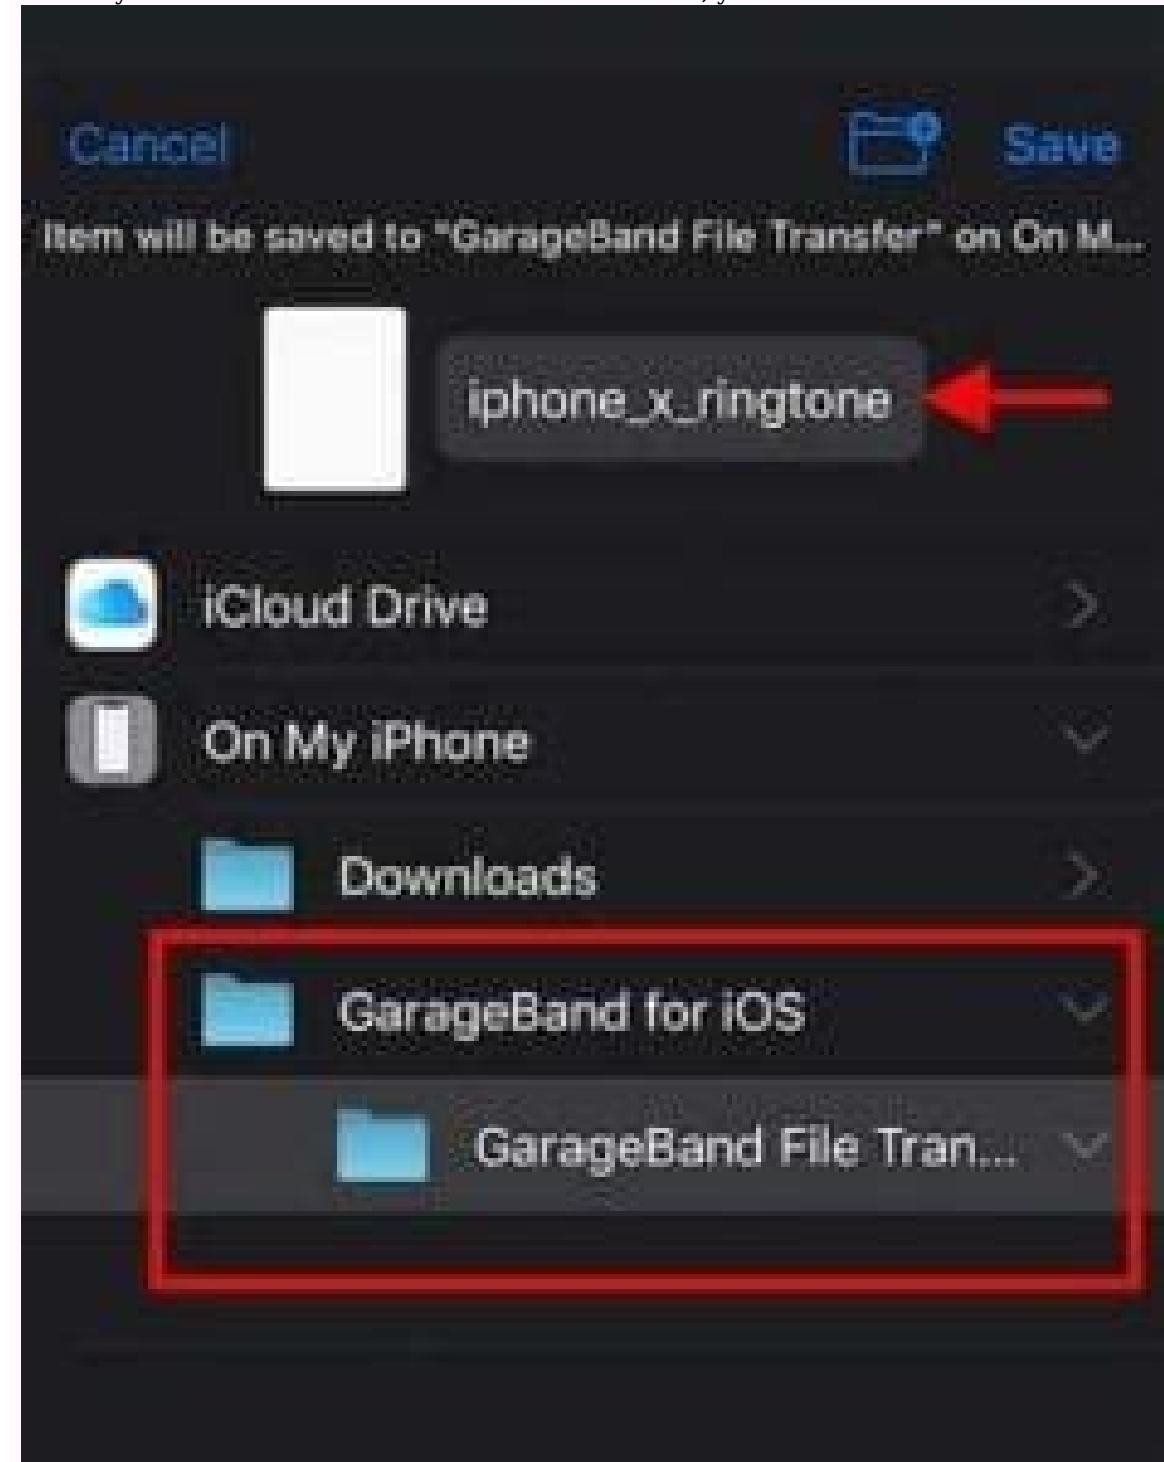 Cancel
Save
Item will be saved to "GarageBand File Transfer" on On M...
iphone_x_ringtone
iCloud Drive
On My iPhone
Downloads
GarageBand for iOS
GarageBand File Tran...